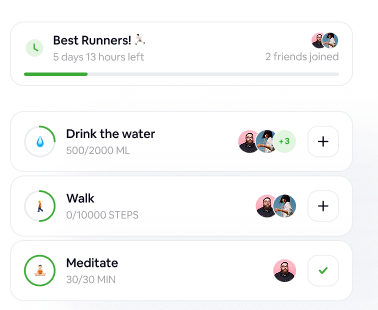 Best Runners! 🏃🏻
5 days 13 hours left
2 friends joined
Drink the water
500/2000 ML
+3
Walk
0/10000 STEPS
Meditate
30/30 MIN